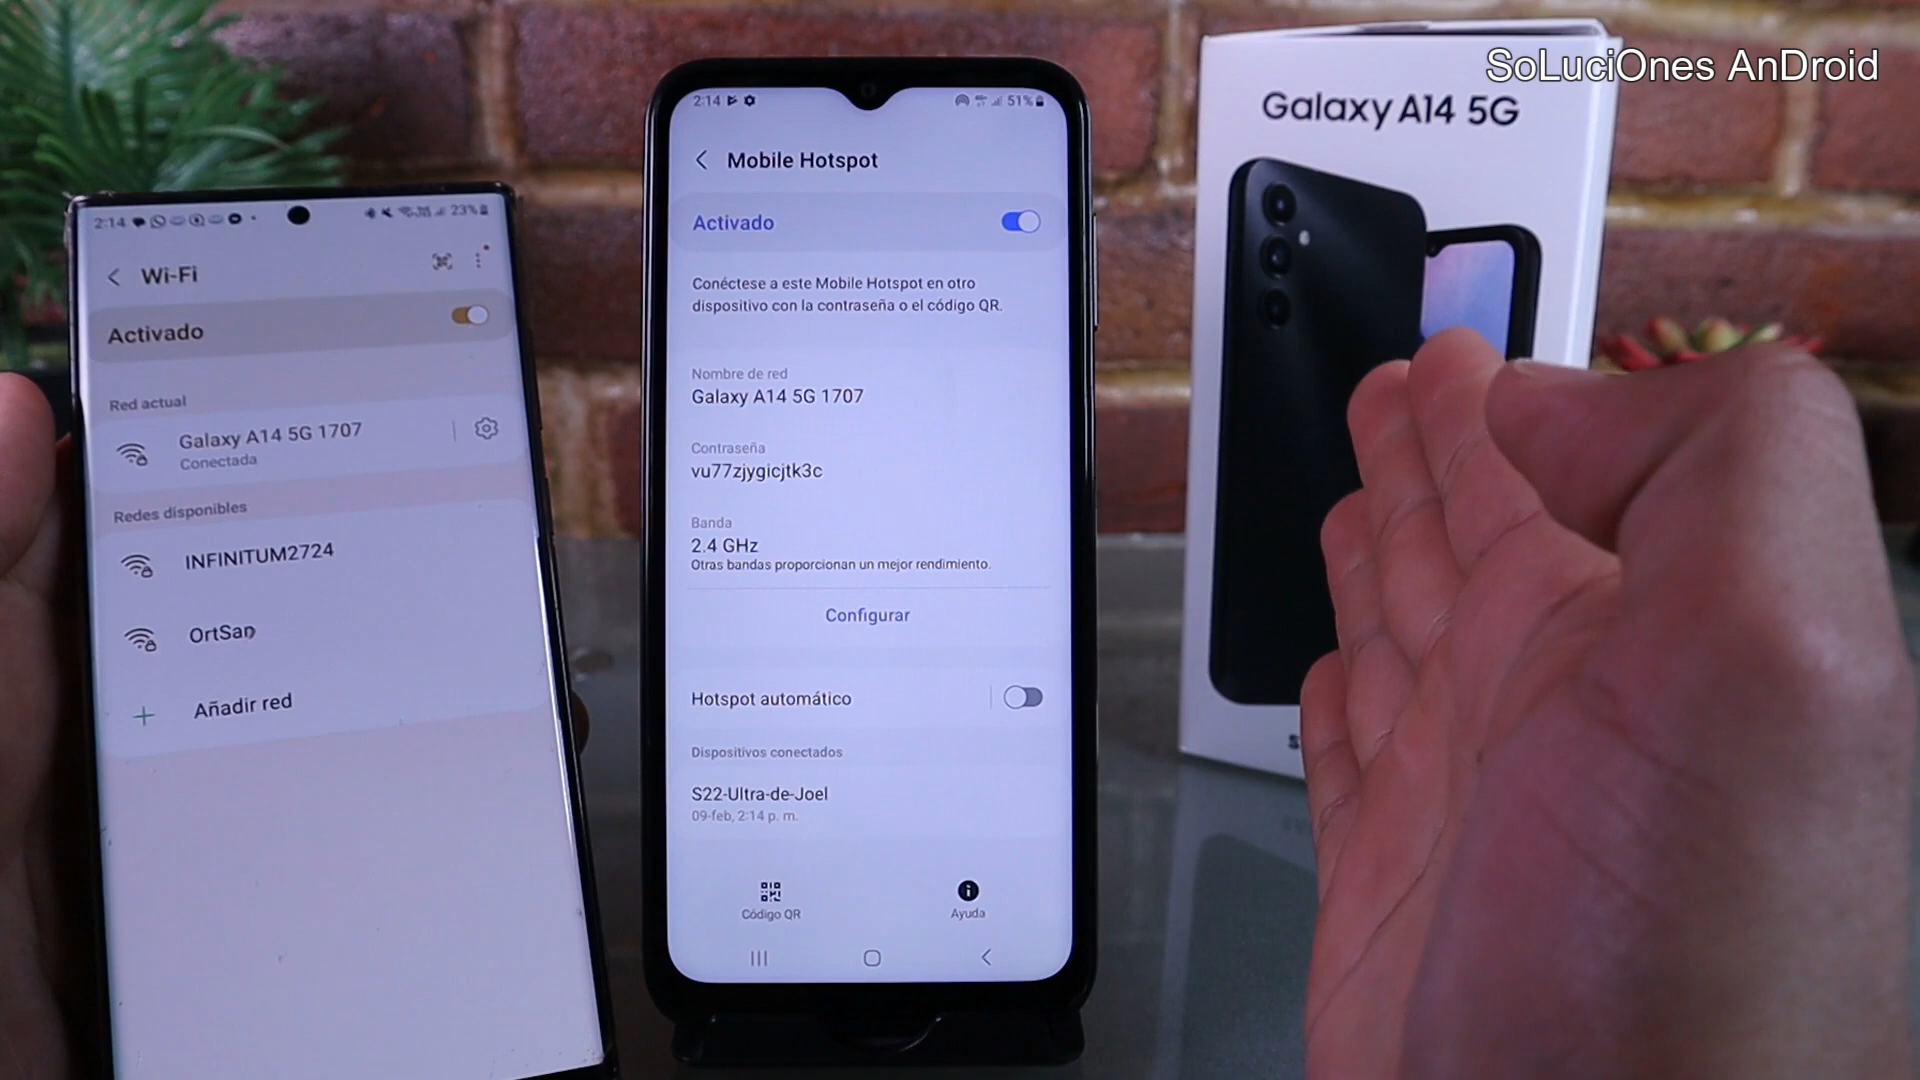 SoLuciOnes AnDroid
Galaxy A14 5G
2:14
23%
Wi-Fi
Activado
Red actual
Galaxy A14 5G 1707
Conectada
Redes disponibles
INFINITUM2724
OrtSan
Añadir red
2:14
51%
Mobile Hotspot
Activado
Conéctese a este Mobile Hotspot en otro
dispositivo con la contraseña o el código QR.
Nombre de red
Galaxy A14 5G 1707
Contraseña
vu77zjygicjtk3c
Banda
2.4 GHz
Otras bandas proporcionan un mejor rendimiento.
Configurar
Hotspot automático
Dispositivos conectados
S22-Ultra-de-Joel
09-feb, 2:14 p. m.
Código QR
Ayuda